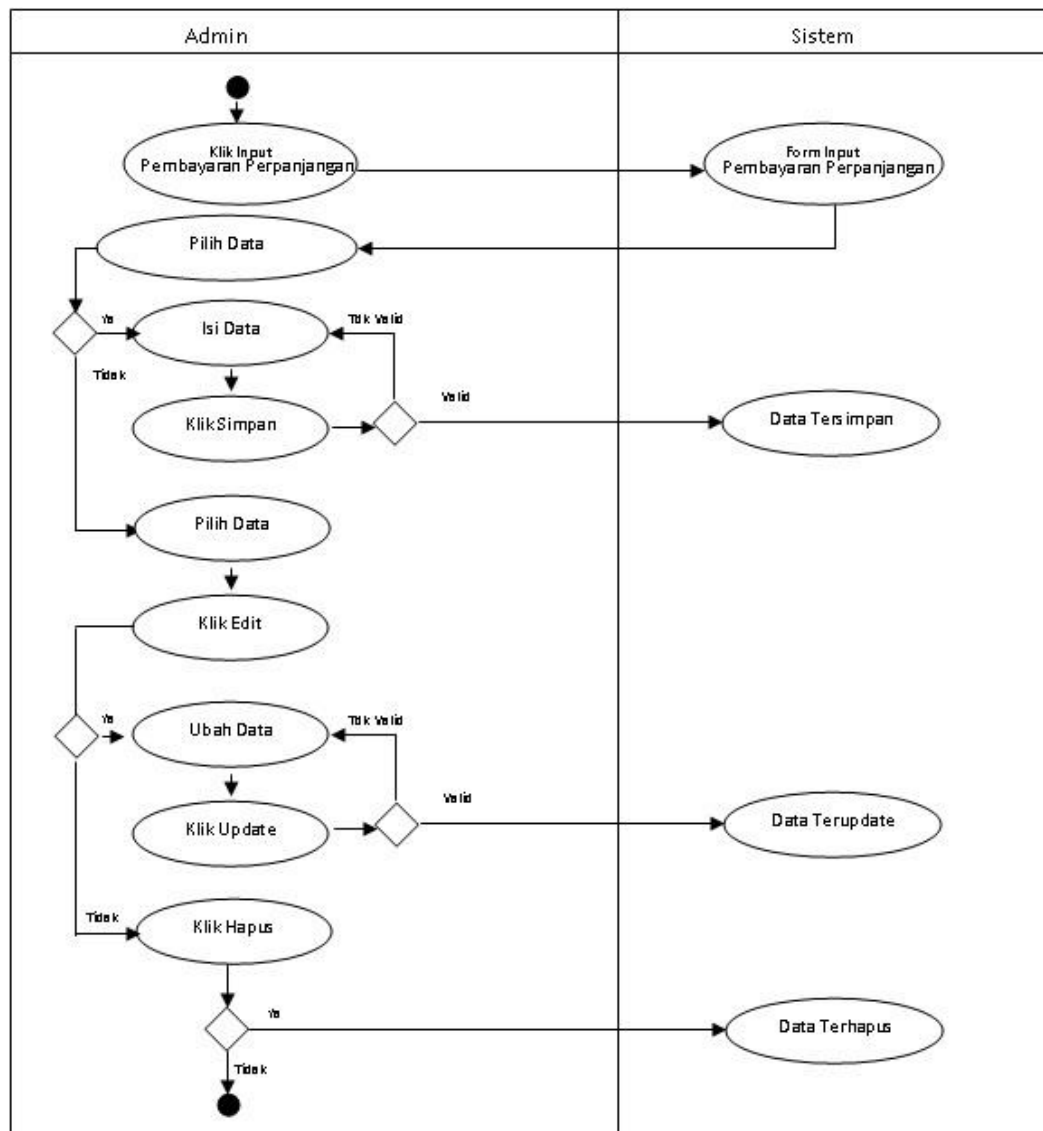 Admin
Sistem
Klik Input
Pembayaran Perpanjangan
Form Input
Pembayaran Perpanjangan
Pilih Data
Ya
Isi Data
Tdk Valid
Tidak
Klik Simpan
Valid
Data Tersimpan
Pilih Data
Klik Edit
Ya
Ubah Data
Tdk Valid
Klik Update
Valid
Data Terupdate
Tidak
Klik Hapus
Ya
Data Terhapus
Tidak